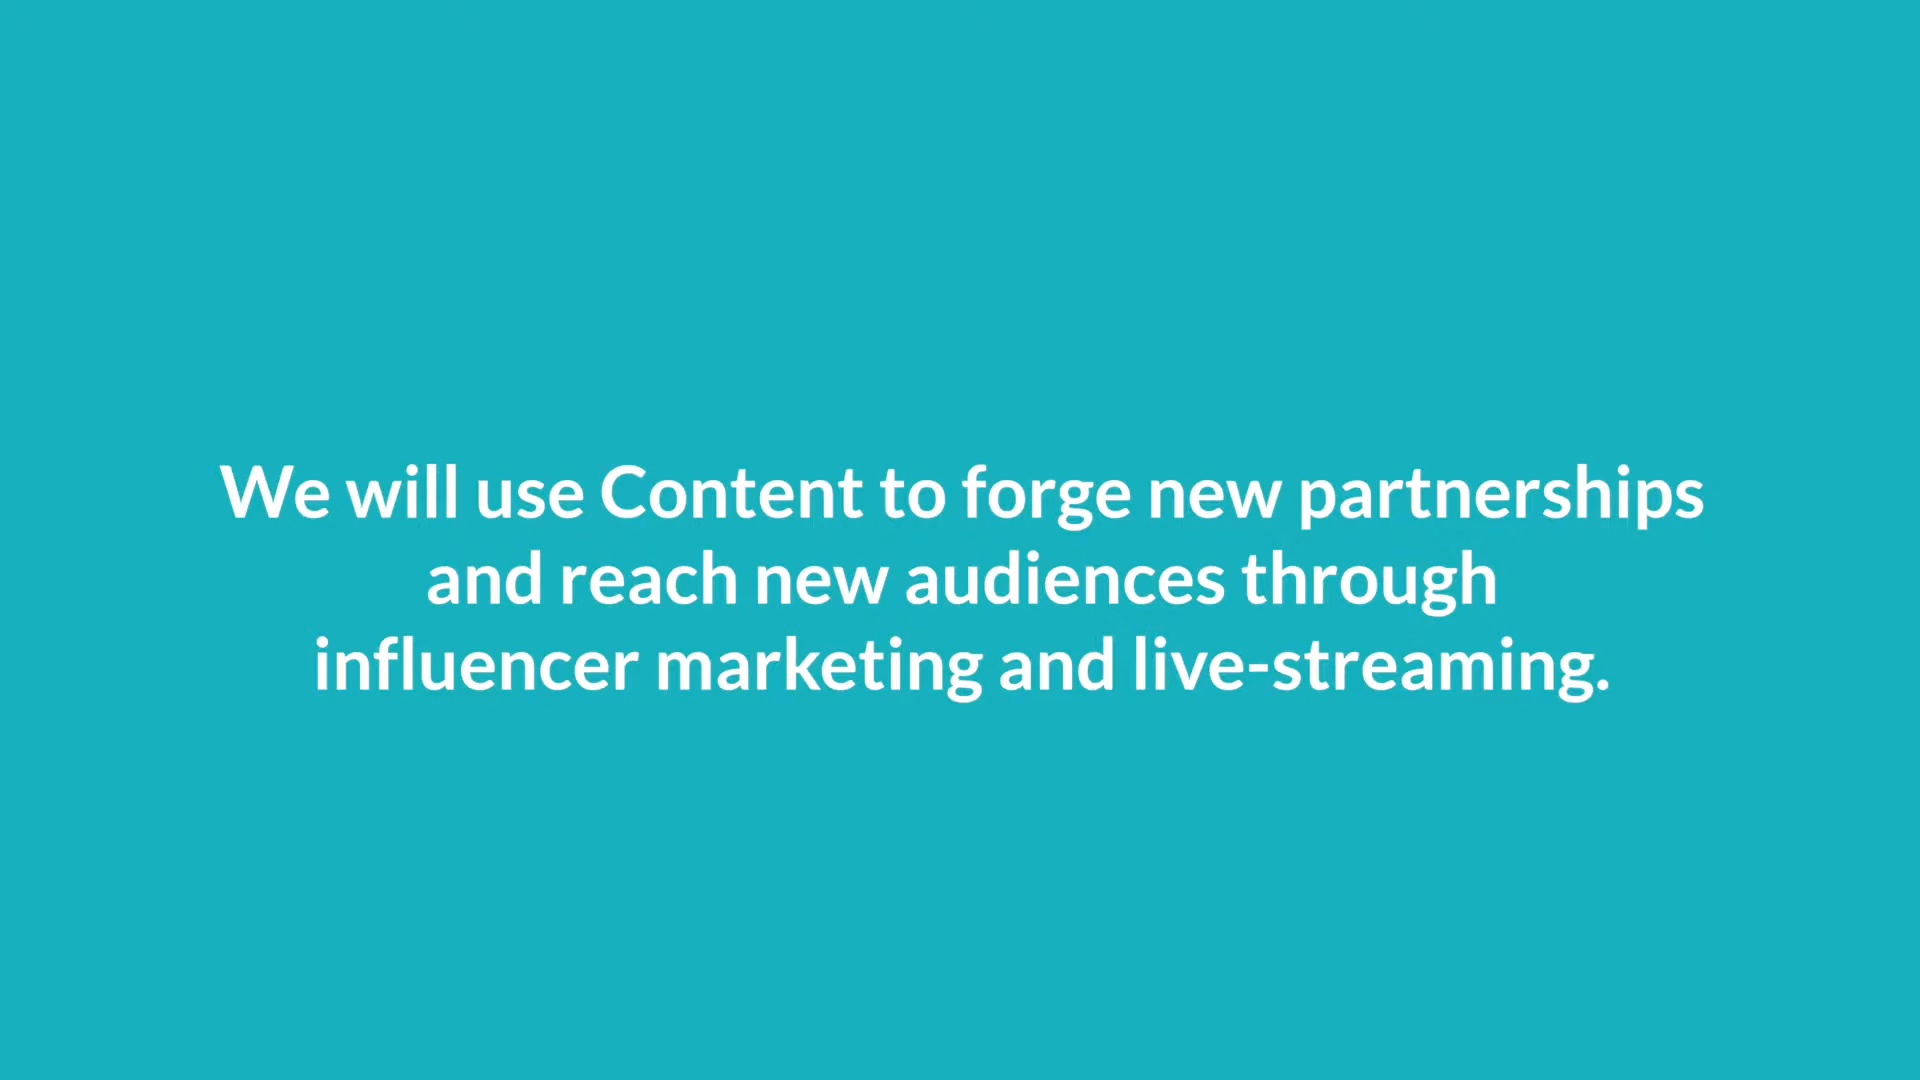 We will use Content to forge new partnerships
and reach new audiences through
influencer marketing and live-streaming.